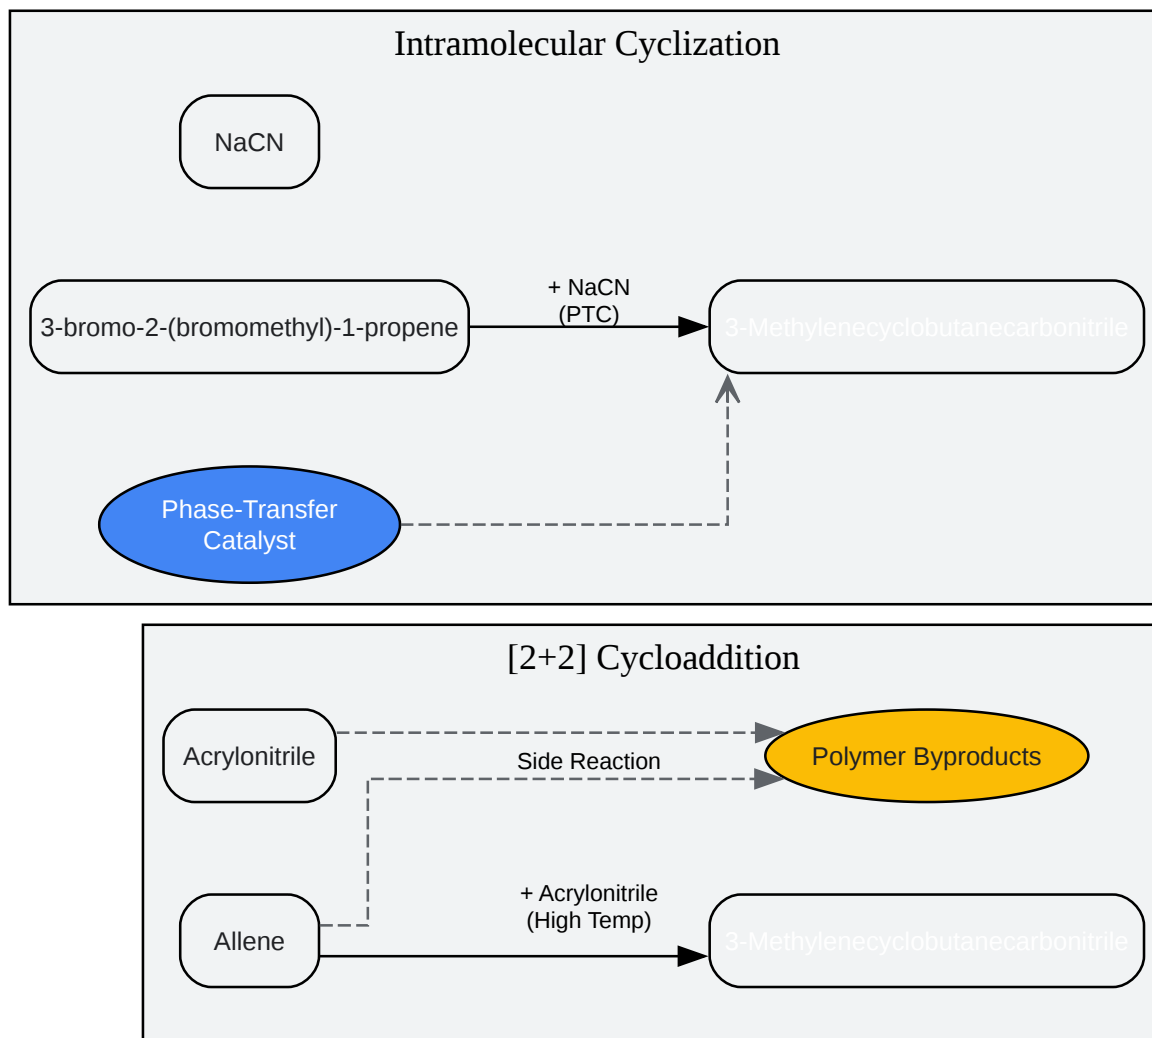 Intramolecular Cyclization
NaCN
3-bromo-2-(bromomethyl)-1-propene
+ NaCN
(PTC)
3-Methylenecyclobutanecarbonitrile
Phase-Transfer
Catalyst
[2+2] Cycloaddition
Acrylonitrile
Side Reaction
Polymer Byproducts
Allene
+ Acrylonitrile
(High Temp)
3-Methylenecyclobutanecarbonitrile